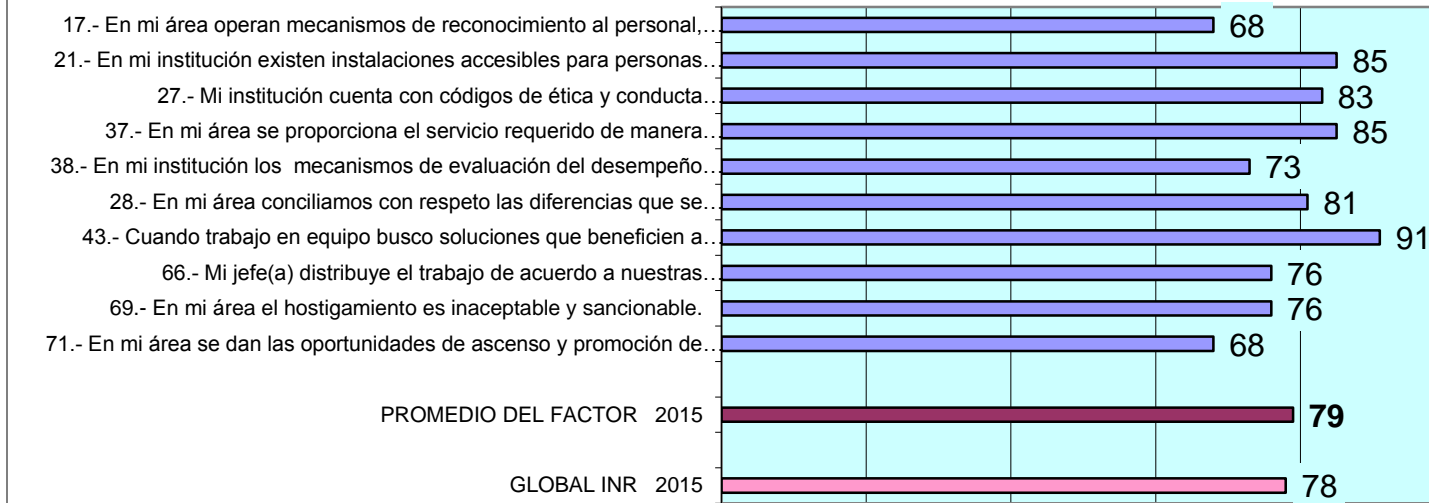 17.- En mi área operan mecanismos de reconocimiento al personal,… 68
21.- En mi institución existen instalaciones accesibles para personas… 85
27.- Mi institución cuenta con códigos de ética y conducta… 83
37.- En mi área se proporciona el servicio requerido de manera… 85
38.- En mi institución los  mecanismos de evaluación del desempeño… 73
28.- En mi área conciliamos con respeto las diferencias que se… 81
43.- Cuando trabajo en equipo busco soluciones que beneficien a… 91
66.- Mi jefe(a) distribuye el trabajo de acuerdo a nuestras… 76
69.- En mi área el hostigamiento es inaceptable y sancionable. 76
71.- En mi área se dan las oportunidades de ascenso y promoción de… 68
PROMEDIO DEL FACTOR   2015 79
GLOBAL INR   2015 78